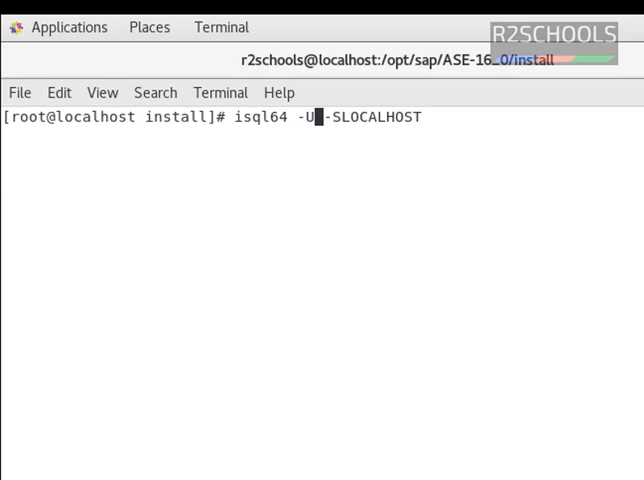 Applications Places Terminal
R2SCHOOLS
r2schools@localhost:/opt/sap/ASE-16_0/install
File Edit View Search Terminal Help
[root@localhost install]# isql64 -U -SLOCALHOST